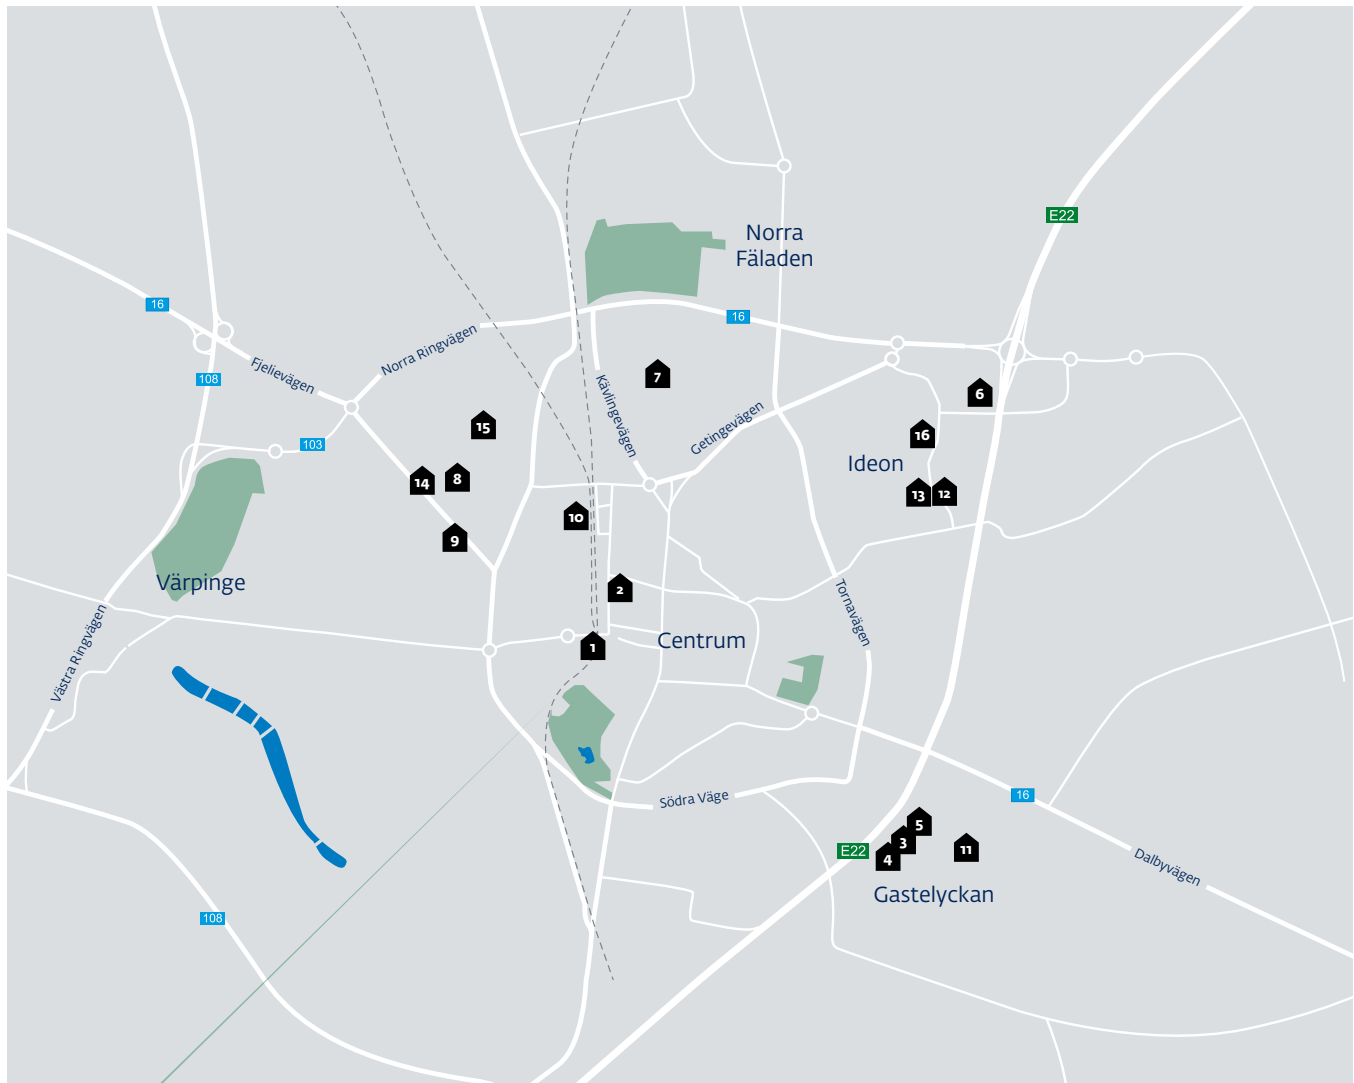 E22
Norra
Fäladen
16
16
Norra Ringvägen
Fjelievägen
108
7
Kävlingevägen
6
Getingevägen
15
16
103
Ideon
14
8
13
12
10
9
Värpinge
2
Tornavägen
1
Centrum
Västra Ringvägen
Södra Väge
16
5
3
E22
4
11
Dalbyvägen
Gastelyckan
108